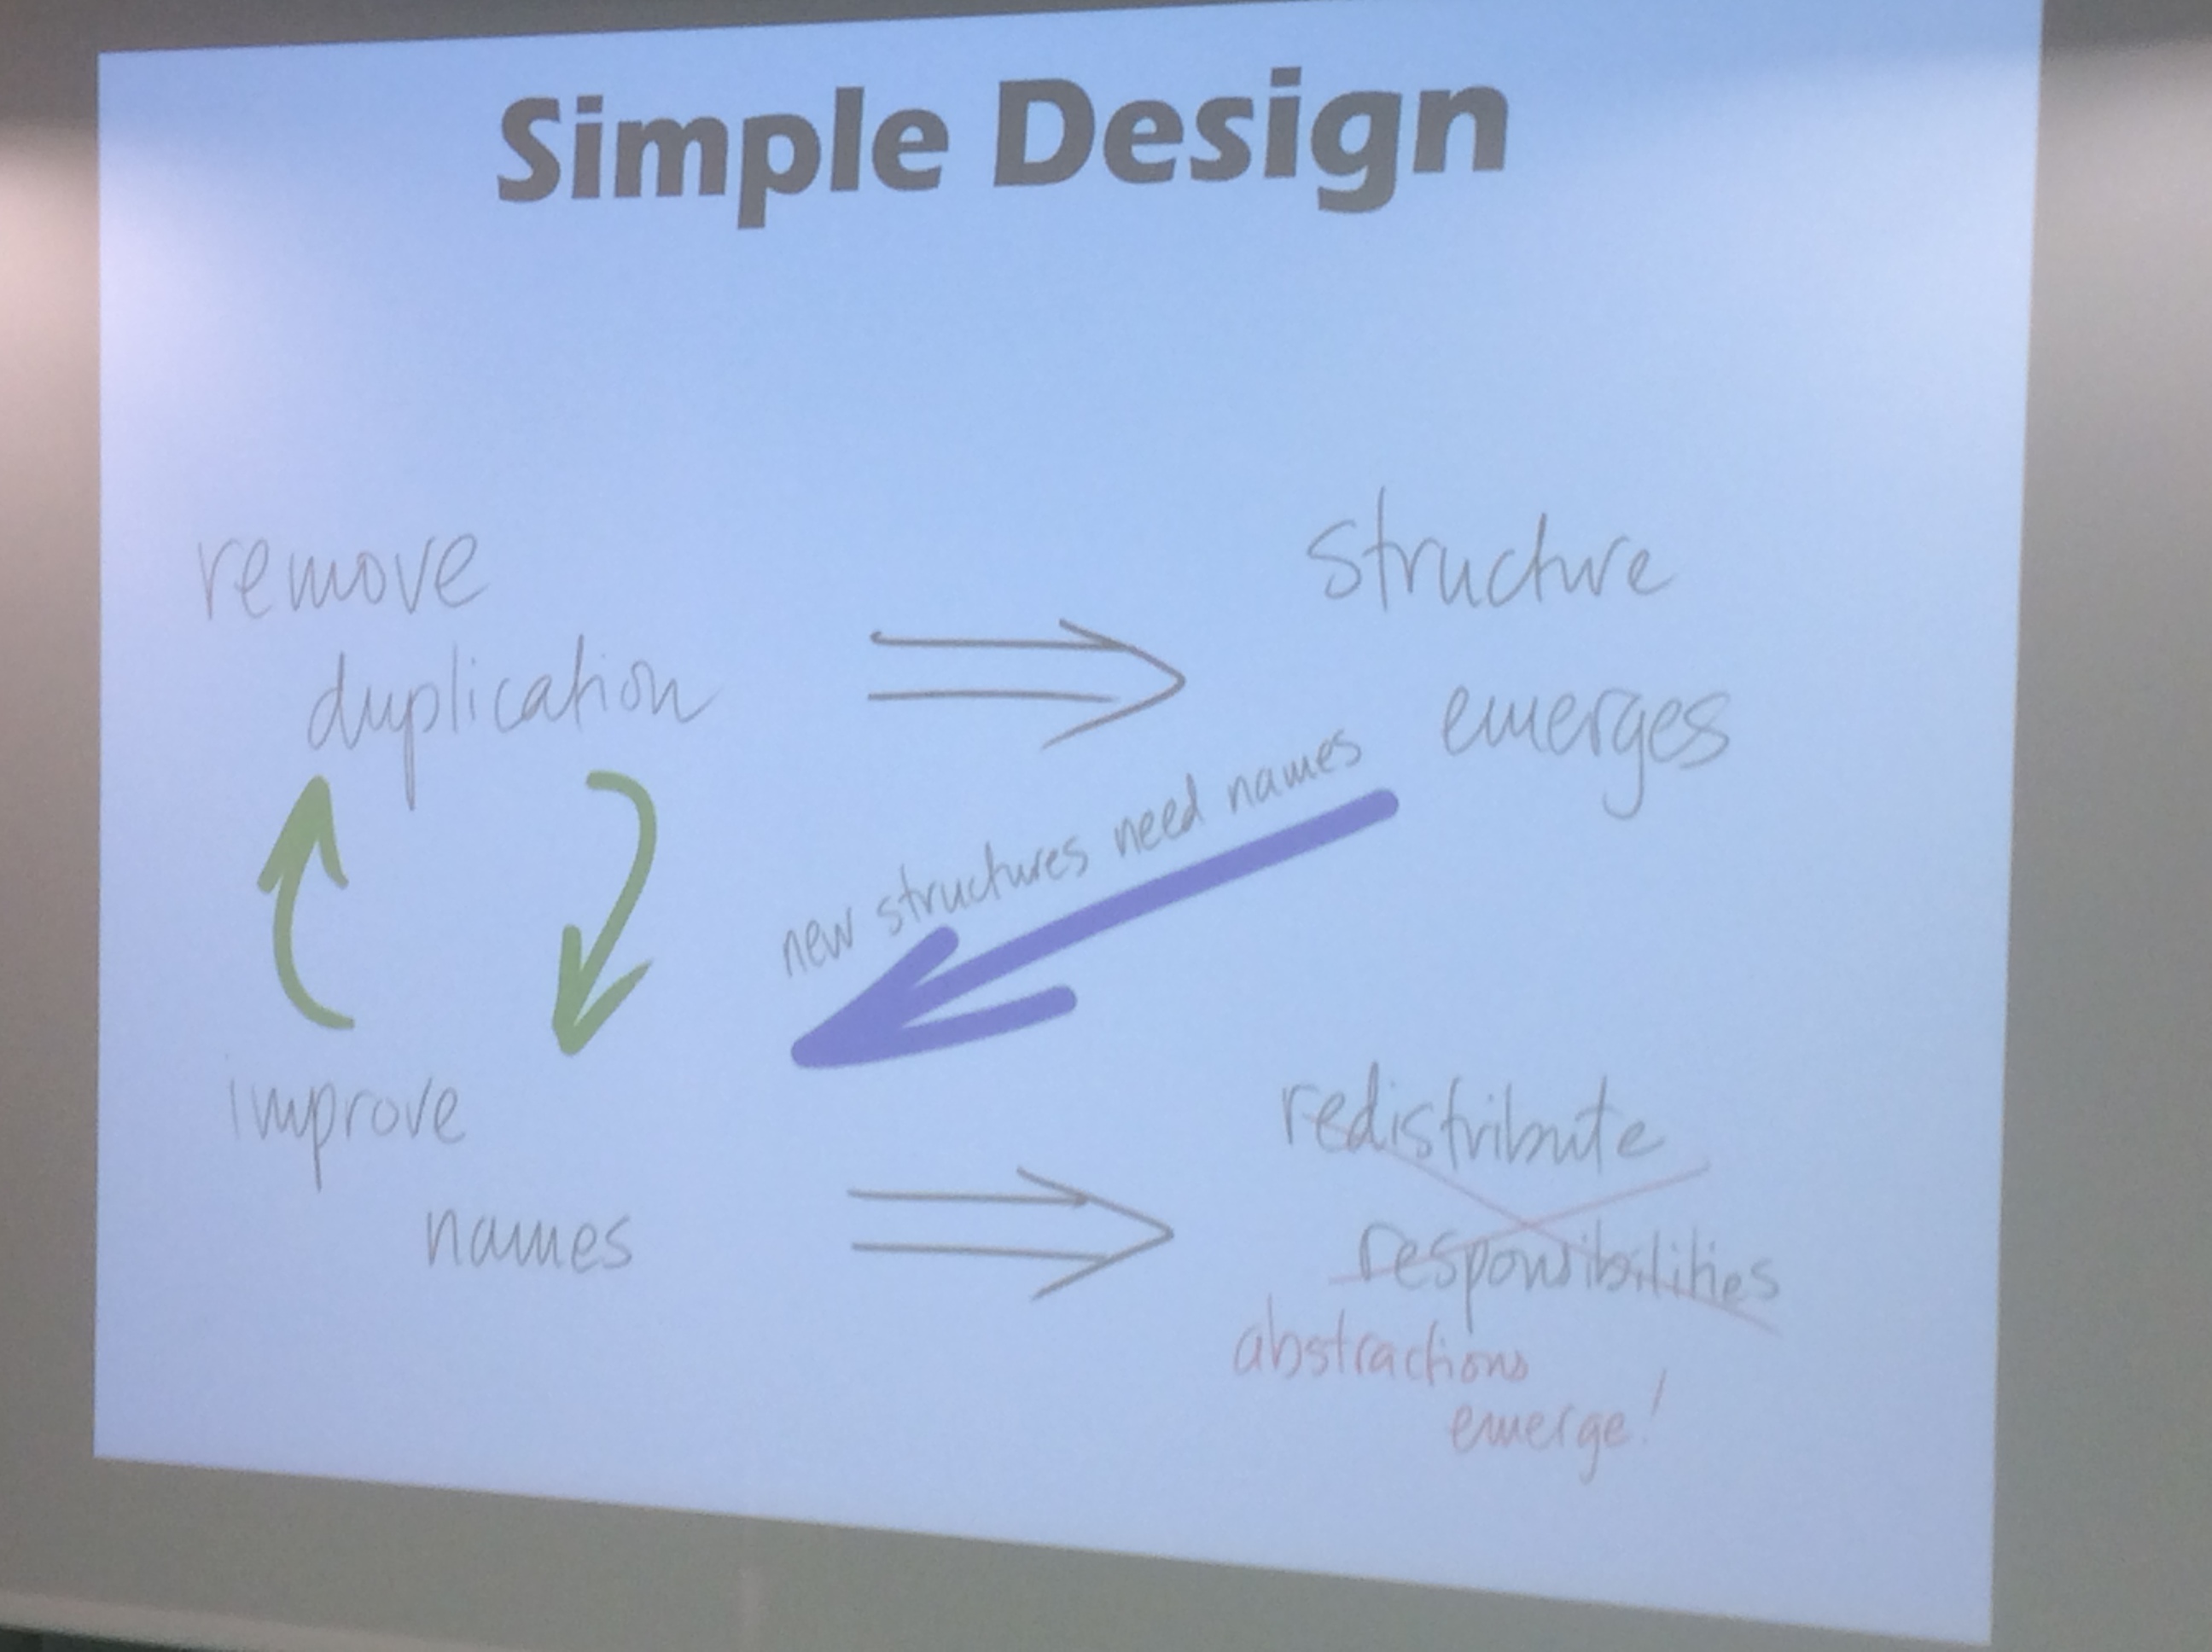 Simple Design
remove
duplication
structure
emerges
new structures need names
improve
names
redistribute
responsibilities
abstractions
emerge!